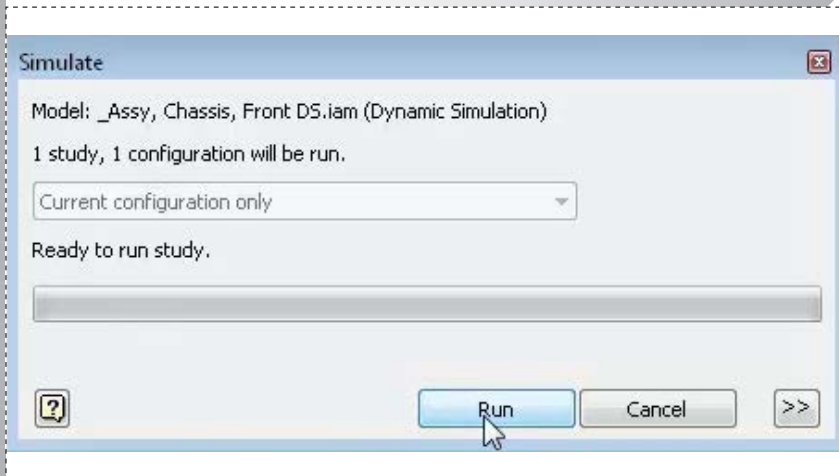 Simulate
Model: _Assy, Chassis, Front DS.iam (Dynamic Simulation)
1 study, 1 configuration will be run.
Current configuration only
Ready to run study.
Run Cancel >>